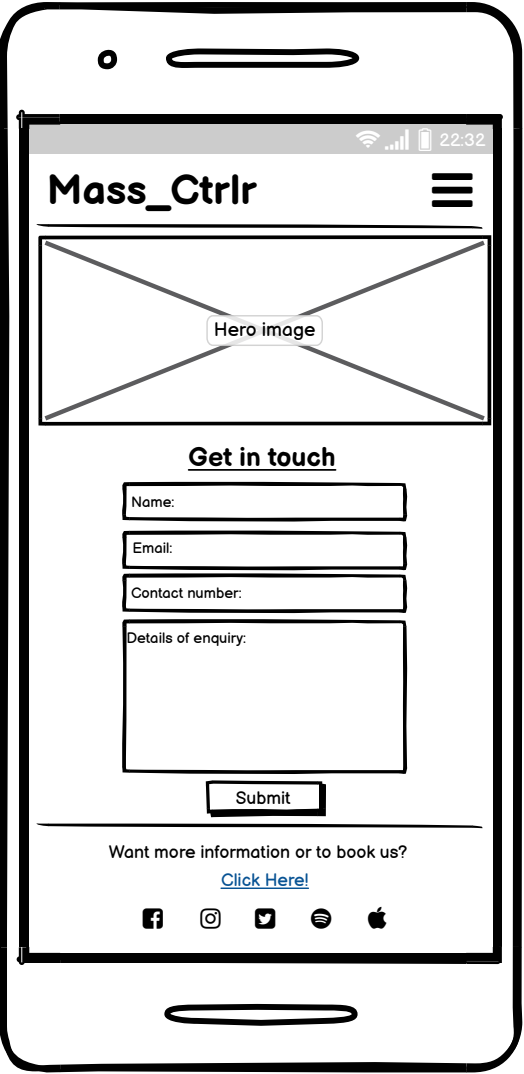 22:32
Mass_Ctrlr
Hero image
Get in touch
Name:
Email:
Contact number:
Details of enquiry:
Submit
Want more information or to book us?
Click Here!